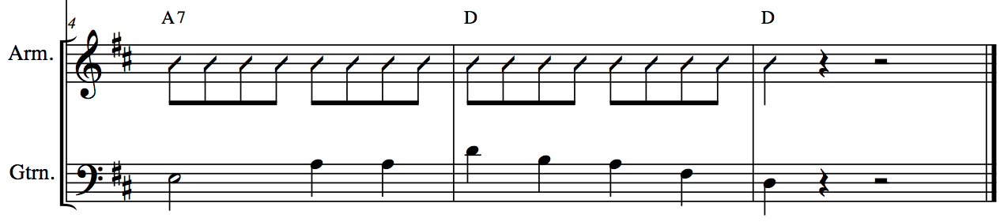 4
A7 D D
Arm.
Gtrn.